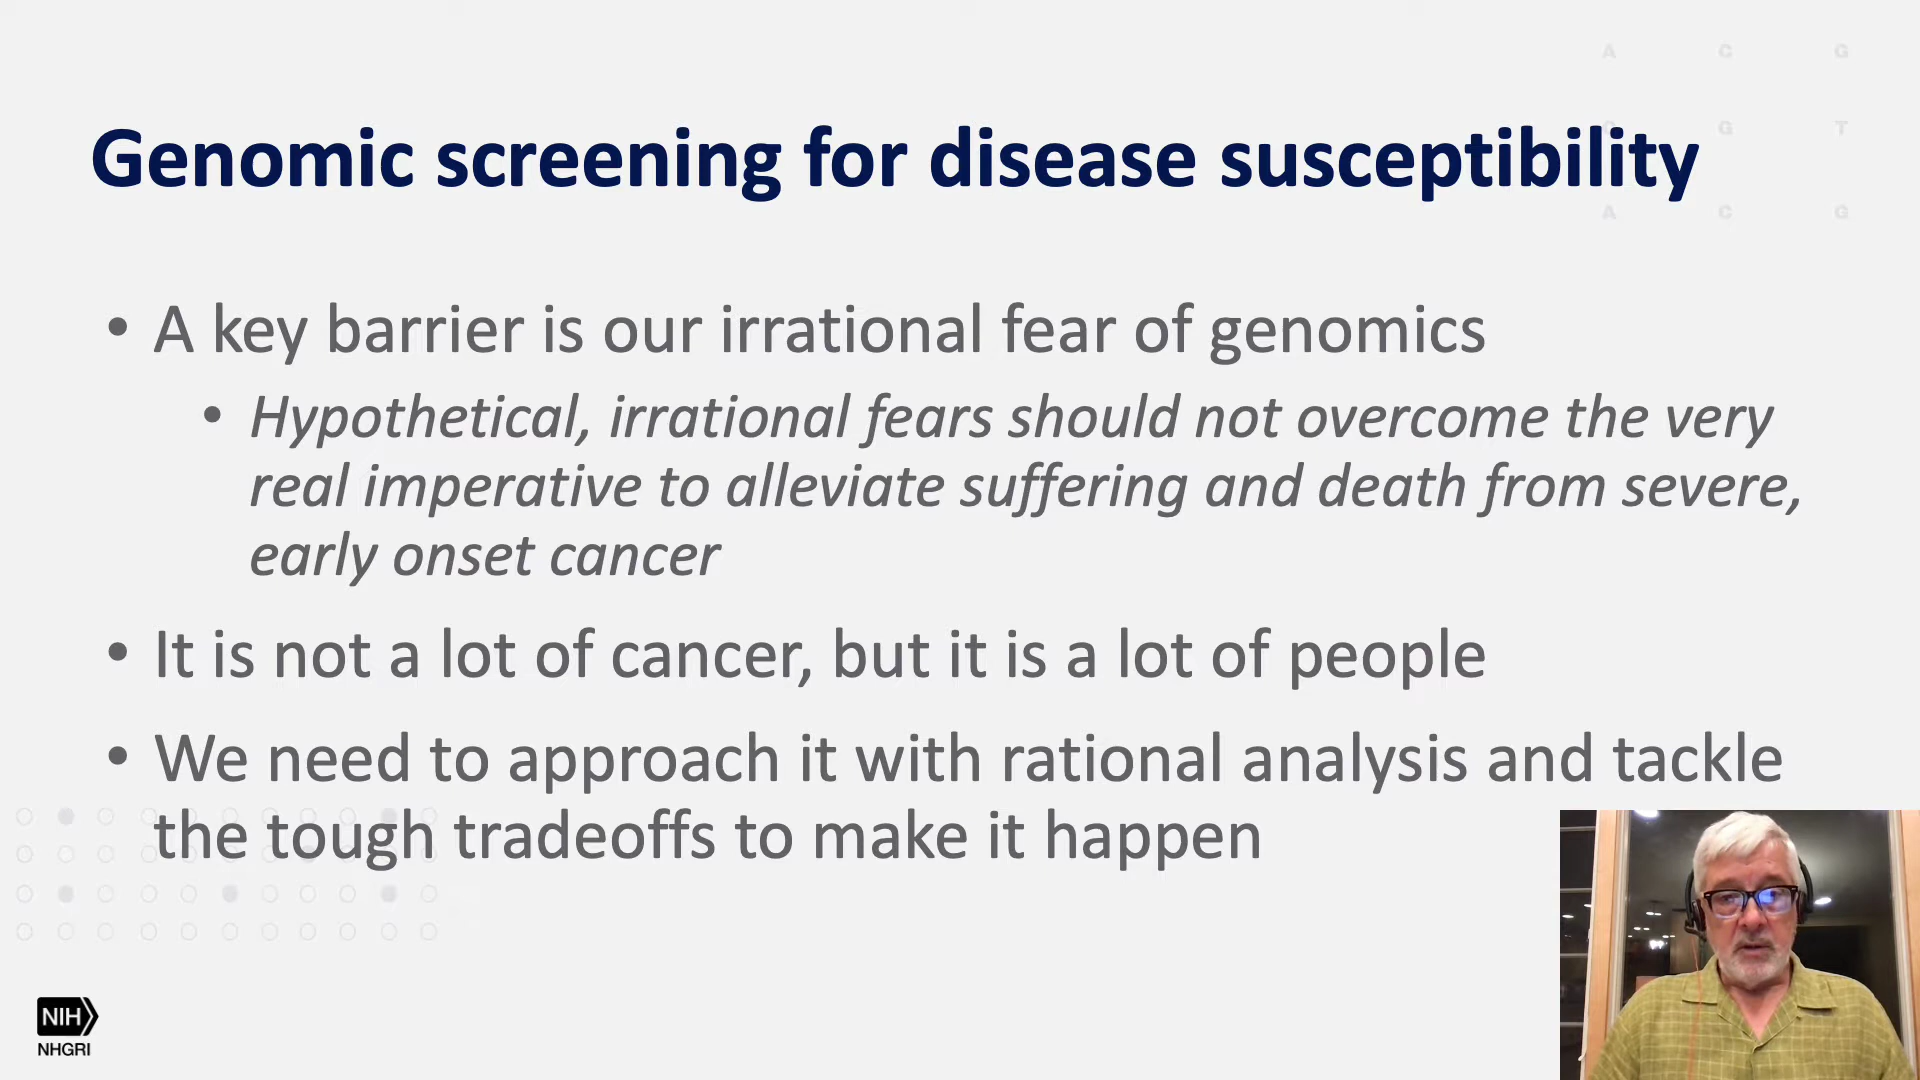 A C G
G T
A C G
Genomic screening for disease susceptibility
• A key barrier is our irrational fear of genomics
• Hypothetical, irrational fears should not overcome the very
real imperative to alleviate suffering and death from severe,
early onset cancer
• It is not a lot of cancer, but it is a lot of people
• We need to approach it with rational analysis and tackle
the tough tradeoffs to make it happen
NIH
NHGRI